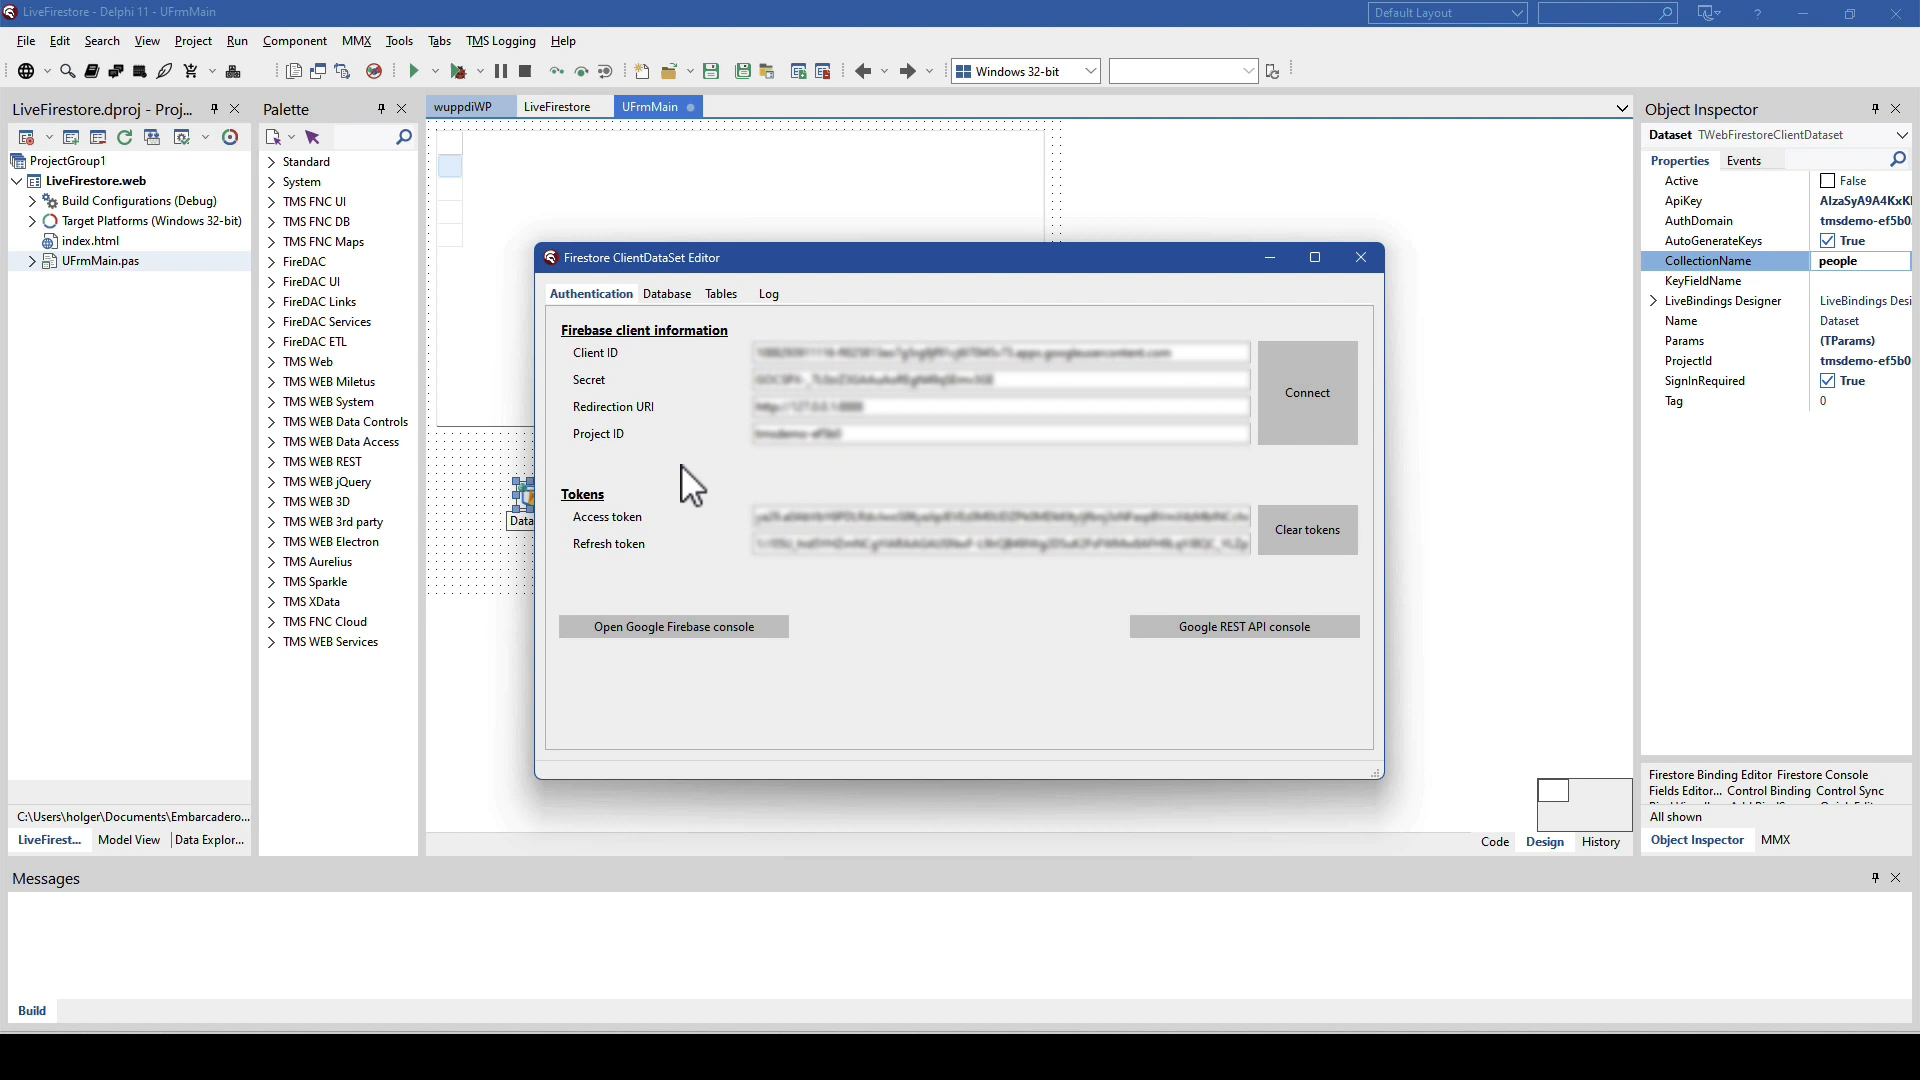 LiveFirestore - Delphi 11 - UFrmMain
Default Layout
File Edit Search View Project Run Component MMX Tools Tabs TMS Logging Help
Windows 32-bit
LiveFirestore.dproj - Proj...
ProjectGroup1
LiveFirestore.web
Build Configurations (Debug)
Target Platforms (Windows 32-bit)
index.html
UFrmMain.pas
C:\Users\holger\Documents\Embarcadero...
LiveFirest... Model View Data Explor...
Palette
Standard
System
TMS FNC UI
TMS FNC DB
TMS FNC Maps
FireDAC
FireDAC UI
FireDAC Links
FireDAC Services
FireDAC ETL
TMS Web
TMS WEB Miletus
TMS WEB System
TMS WEB Data Controls
TMS WEB Data Access
TMS WEB REST
TMS WEB jQuery
TMS WEB 3D
TMS WEB 3rd party
TMS WEB Electron
TMS Aurelius
TMS Sparkle
TMS XData
TMS FNC Cloud
TMS WEB Services
wuppdiWP LiveFirestore UFrmMain
Data
Firestore ClientDataSet Editor
Authentication Database Tables Log
Firebase client information
Client ID
Secret
Redirection URI
Project ID
Connect
Tokens
Access token
Refresh token
Clear tokens
Open Google Firebase console
Google REST API console
Code Design History
Object Inspector
Dataset TWebFirestoreClientDataset
Properties Events
Active False
ApiKey
AuthDomain tmsdemo-ef5b0.
AutoGenerateKeys True
CollectionName people
KeyFieldName
LiveBindings Designer LiveBindings Desi
Name Dataset
Params (TParams)
ProjectId tmsdemo-ef5b0
SignInRequired True
Tag 0
Firestore Binding Editor Firestore Console
Fields Editor... Control Binding Control Sync
All shown
Object Inspector MMX
Messages
Build